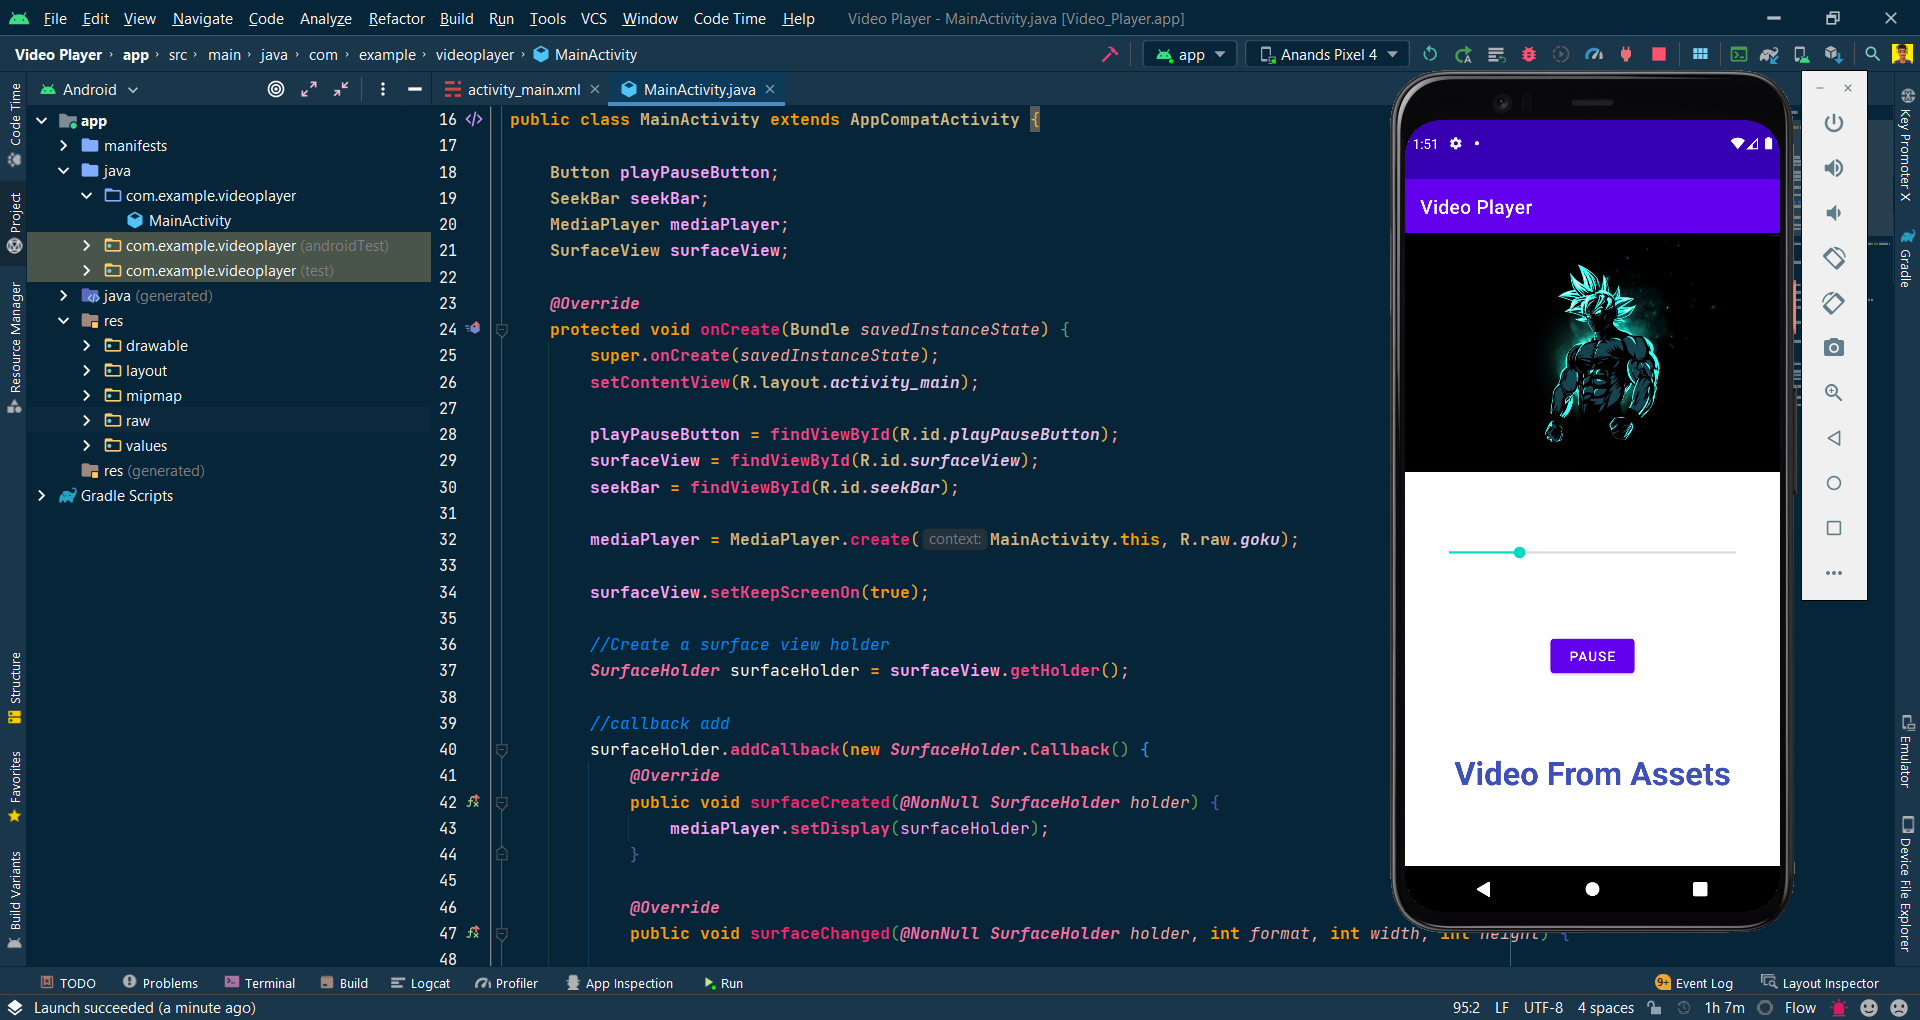 File Edit View Navigate Code Analyze Refactor Build Run Tools VCS Window Code Time Help Video Player - MainActivity.java [Video_Player.app]
Video Player › app › src › main › java › com › example › videoplayer › MainActivity
app
Anands Pixel 4
Code Time
Project
Resource Manager
Structure
Favorites
Build Variants
Android
app
manifests
java
com.example.videoplayer
MainActivity
com.example.videoplayer (androidTest)
com.example.videoplayer (test)
java (generated)
res
drawable
layout
mipmap
raw
values
res (generated)
Gradle Scripts
activity_main.xml
MainActivity.java
16 public class MainActivity extends AppCompatActivity {
17
18 Button playPauseButton;
19 SeekBar seekBar;
20 MediaPlayer mediaPlayer;
21 SurfaceView surfaceView;
22
23 @Override
24 protected void onCreate(Bundle savedInstanceState) {
25 super.onCreate(savedInstanceState);
26 setContentView(R.layout.activity_main);
27
28 playPauseButton = findViewById(R.id.playPauseButton);
29 surfaceView = findViewById(R.id.surfaceView);
30 seekBar = findViewById(R.id.seekBar);
31
32 mediaPlayer = MediaPlayer.create( context: MainActivity.this, R.raw.goku);
33
34 surfaceView.setKeepScreenOn(true);
35
36 //Create a surface view holder
37 SurfaceHolder surfaceHolder = surfaceView.getHolder();
38
39 //callback add
40 surfaceHolder.addCallback(new SurfaceHolder.Callback() {
41 @Override
42 public void surfaceCreated(@NonNull SurfaceHolder holder) {
43 mediaPlayer.setDisplay(surfaceHolder);
44 }
45
46 @Override
47 public void surfaceChanged(@NonNull SurfaceHolder holder, int format, int width, int height) {
48
1:51
Video Player
PAUSE
Video From Assets
Key Promoter X
Gradle
Emulator
Device File Explorer
TODO Problems Terminal Build Logcat Profiler App Inspection Run
9+ Event Log Layout Inspector
Launch succeeded (a minute ago)
95:2 LF UTF-8 4 spaces 1h 7m Flow